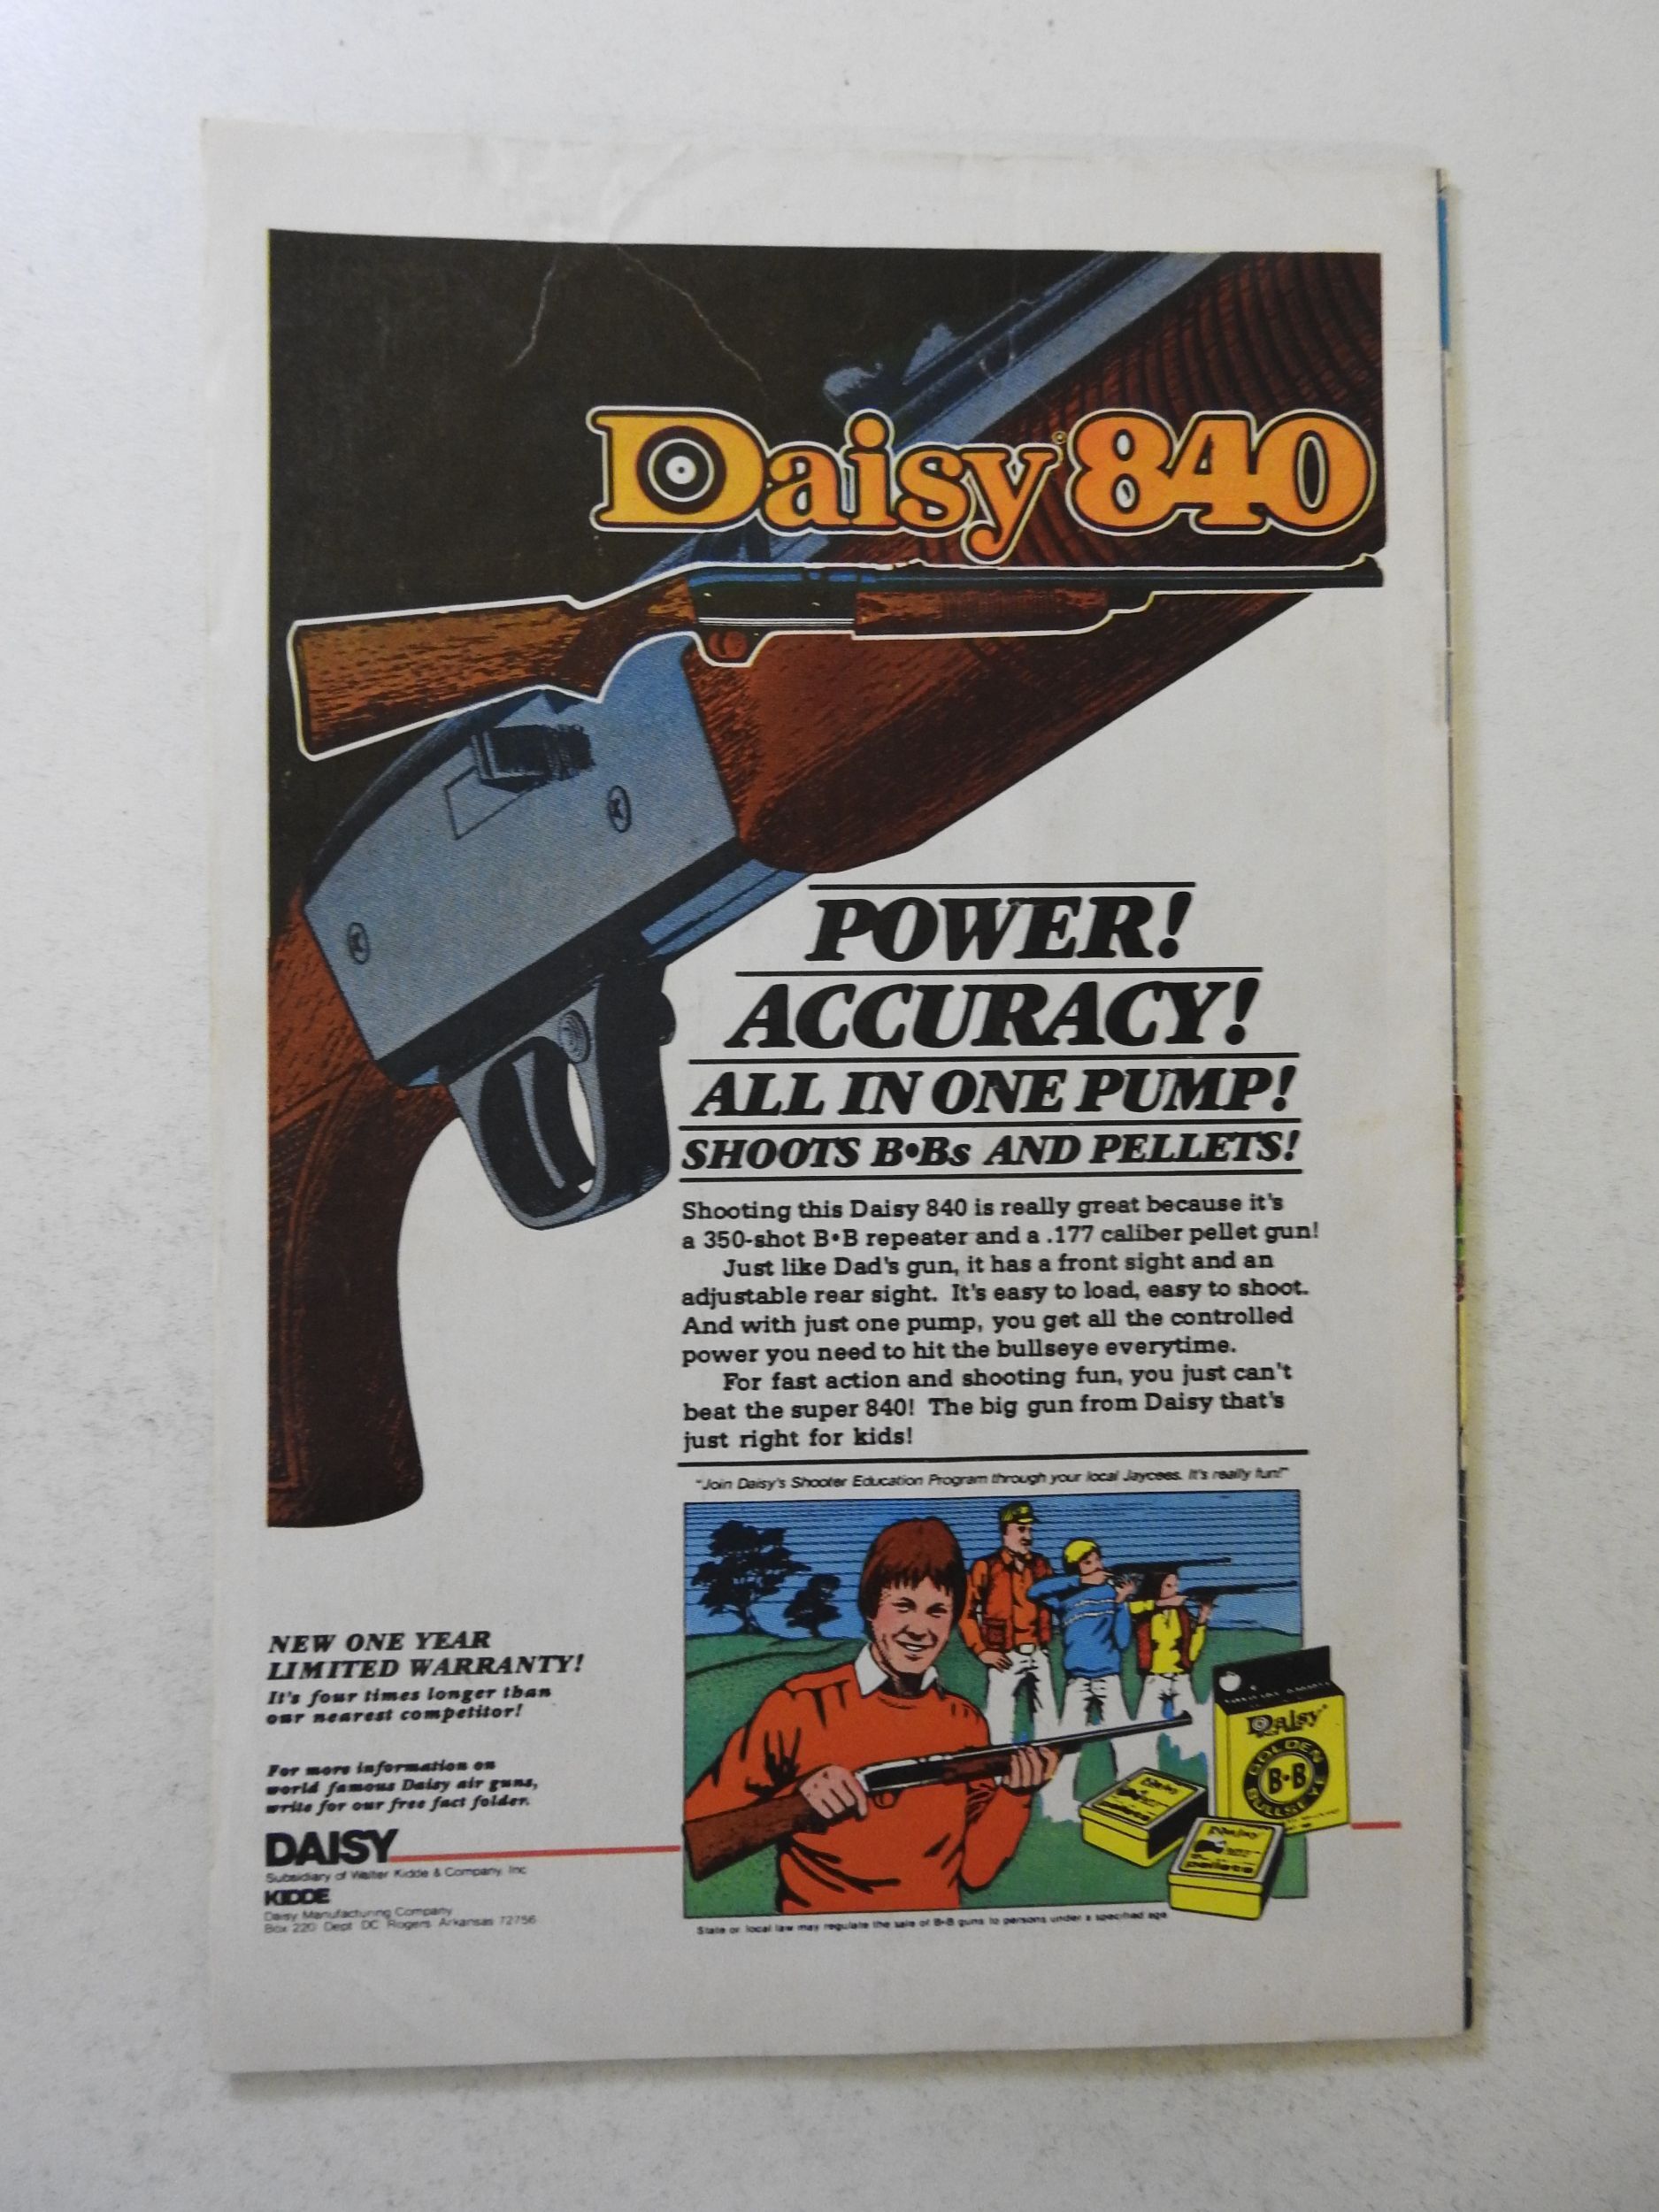 Daisy® 840
POWER!
ACCURACY!
ALL IN ONE PUMP!
SHOOTS B•Bs AND PELLETS!
Shooting this Daisy 840 is really great because it's
a 350-shot B•B repeater and a .177 caliber pellet gun!
Just like Dad's gun, it has a front sight and an
adjustable rear sight. It's easy to load, easy to shoot.
And with just one pump, you get all the controlled
power you need to hit the bullseye everytime.
For fast action and shooting fun, you just can't
beat the super 840! The big gun from Daisy that's
just right for kids!
"Join Daisy's Shooter Education Program through your local Jaycees. It's really fun!"
NEW ONE YEAR
LIMITED WARRANTY!
It's four times longer than
our nearest competitor!
For more information on
world famous Daisy air guns,
write for our free fact folder.
DAISY
Subsidiary of Walter Kidde & Company, Inc
KIDDE
Daisy Manufacturing Company
Box 220 Dept DC Rogers Arkansas 72756
Daisy
GOLDEN
B•B
BULLSEYE
Daisy
pellets
Daisy
pellets
State or local law may regulate the sale of B•B guns to persons under a specified age